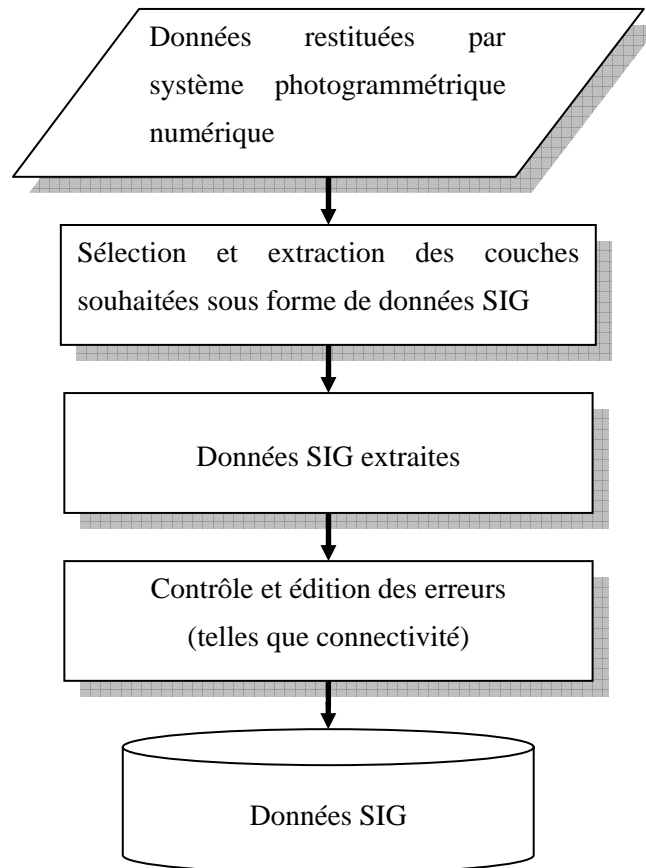 Données restituées par
système photogrammétrique
numérique
Sélection et extraction des couches
souhaitées sous forme de données SIG
Données SIG extraites
Contrôle et édition des erreurs
(telles que connectivité)
Données SIG